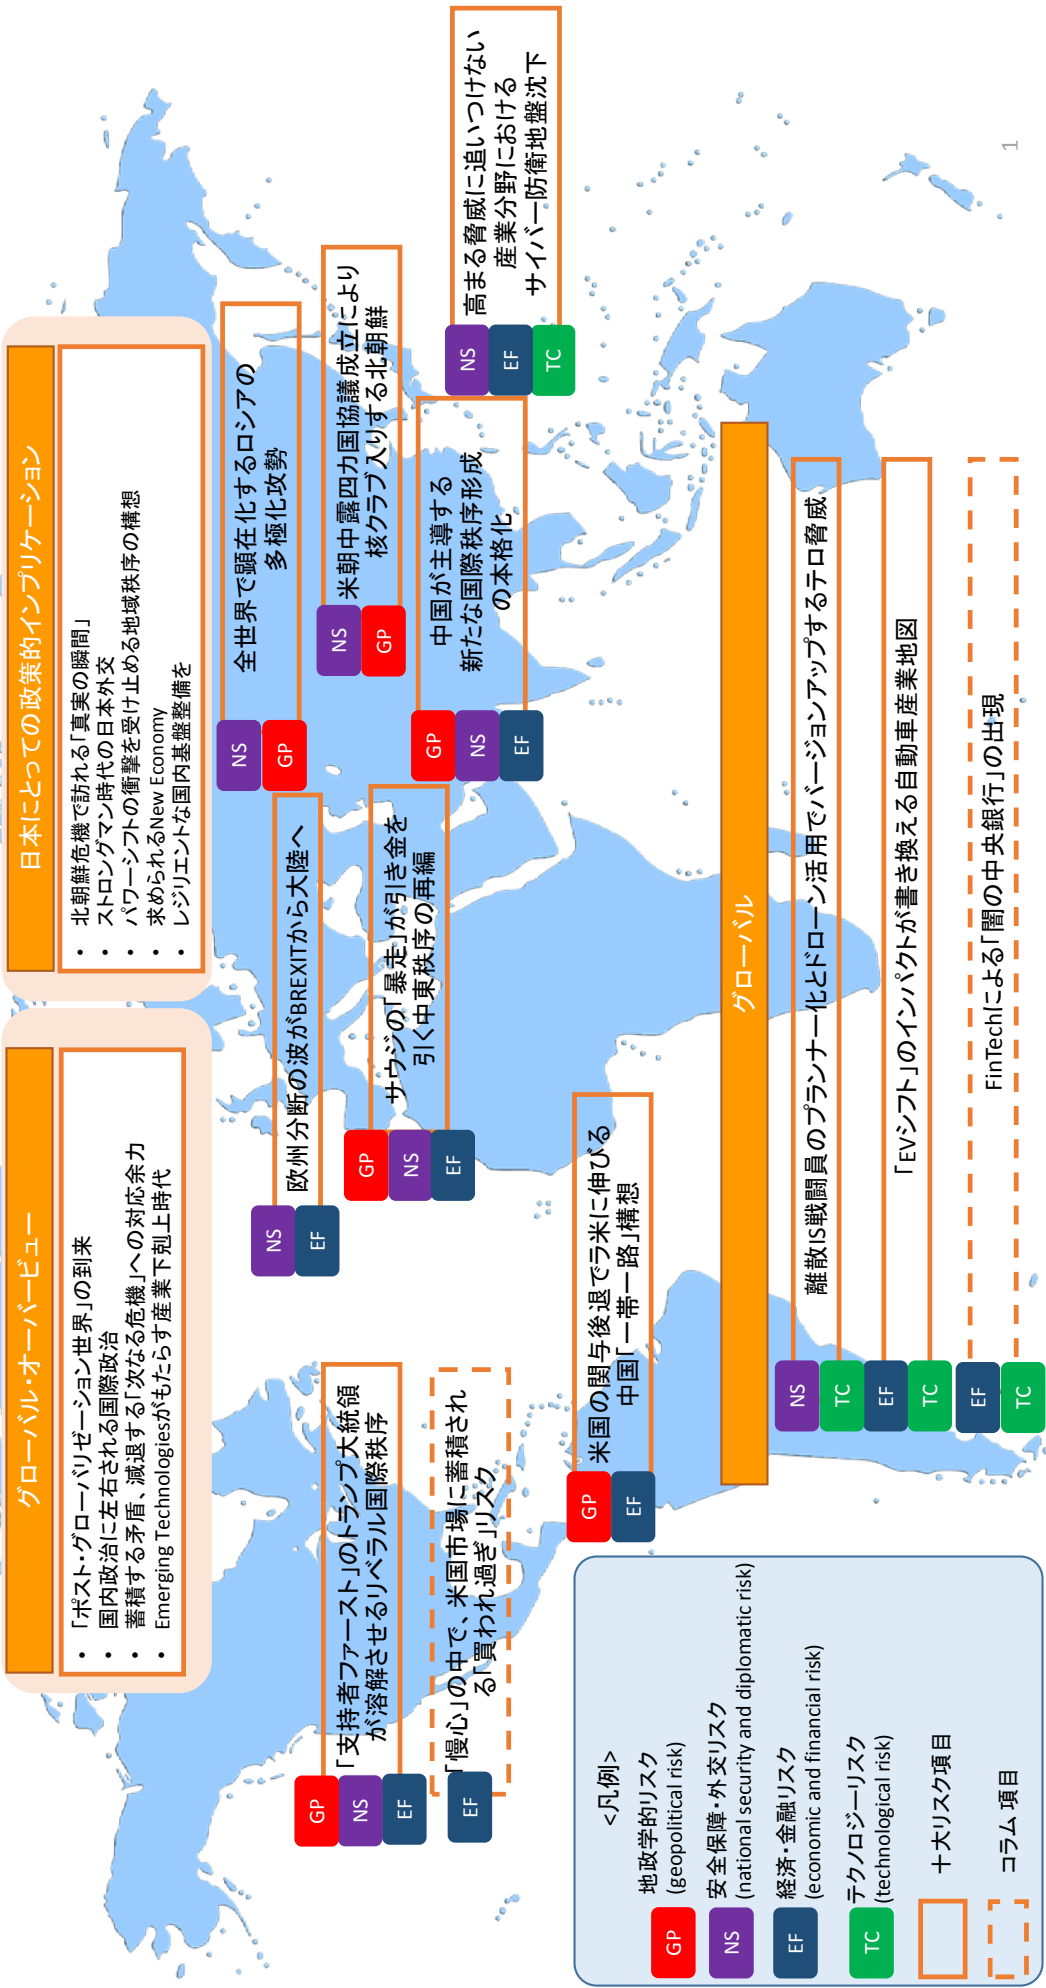 グローバル・オーバービュー
・「ポスト・グローバリゼーション世界」の到来
・国内政治に左右される国際政治
・蓄積する矛盾、減退する「次なる危機」への対応余力
・Emerging Technologiesがもたらす産業下剋上時代
日本にとっての政策的インプリケーション
・北朝鮮危機で訪れる「真実の瞬間」
・ストロングマン時代の日本外交
・パワーシフトの衝撃を受け止める地域秩序の構想
・求められるNew Economy
・レジリエントな国内基盤整備を
NS
GP
全世界で顕在化するロシアの
多極化攻勢
NS
EF
欧州分断の波がBREXITから大陸へ
GP
NS
EF
「支持者ファースト」のトランプ大統領
が溶解させるリベラル国際秩序
NS
GP
米朝中露四カ国協議成立により
核クラブ入りする北朝鮮
GP
NS
EF
サウジの「暴走」が引き金を
引く中東秩序の再編
GP
NS
EF
中国が主導する
新たな国際秩序形成
の本格化
EF
「慢心」の中で、米国市場に蓄積され
る「買われ過ぎ」リスク
NS
EF
TC
高まる脅威に追いつけない
産業分野における
サイバー防衛地盤沈下
GP
EF
米国の関与後退でラ米に伸びる
中国「一帯一路」構想
グローバル
NS
TC
離散IS戦闘員のプランナー化とドローン活用でバージョンアップするテロ脅威
EF
TC
「EVシフト」のインパクトが書き換える自動車産業地図
EF
TC
FinTechによる「闇の中央銀行」の出現
<凡例>
GP
地政学的リスク
(geopolitical risk)
NS
安全保障・外交リスク
(national security and diplomatic risk)
EF
経済・金融リスク
(economic and financial risk)
TC
テクノロジーリスク
(technological risk)
十大リスク項目
コラム項目
1